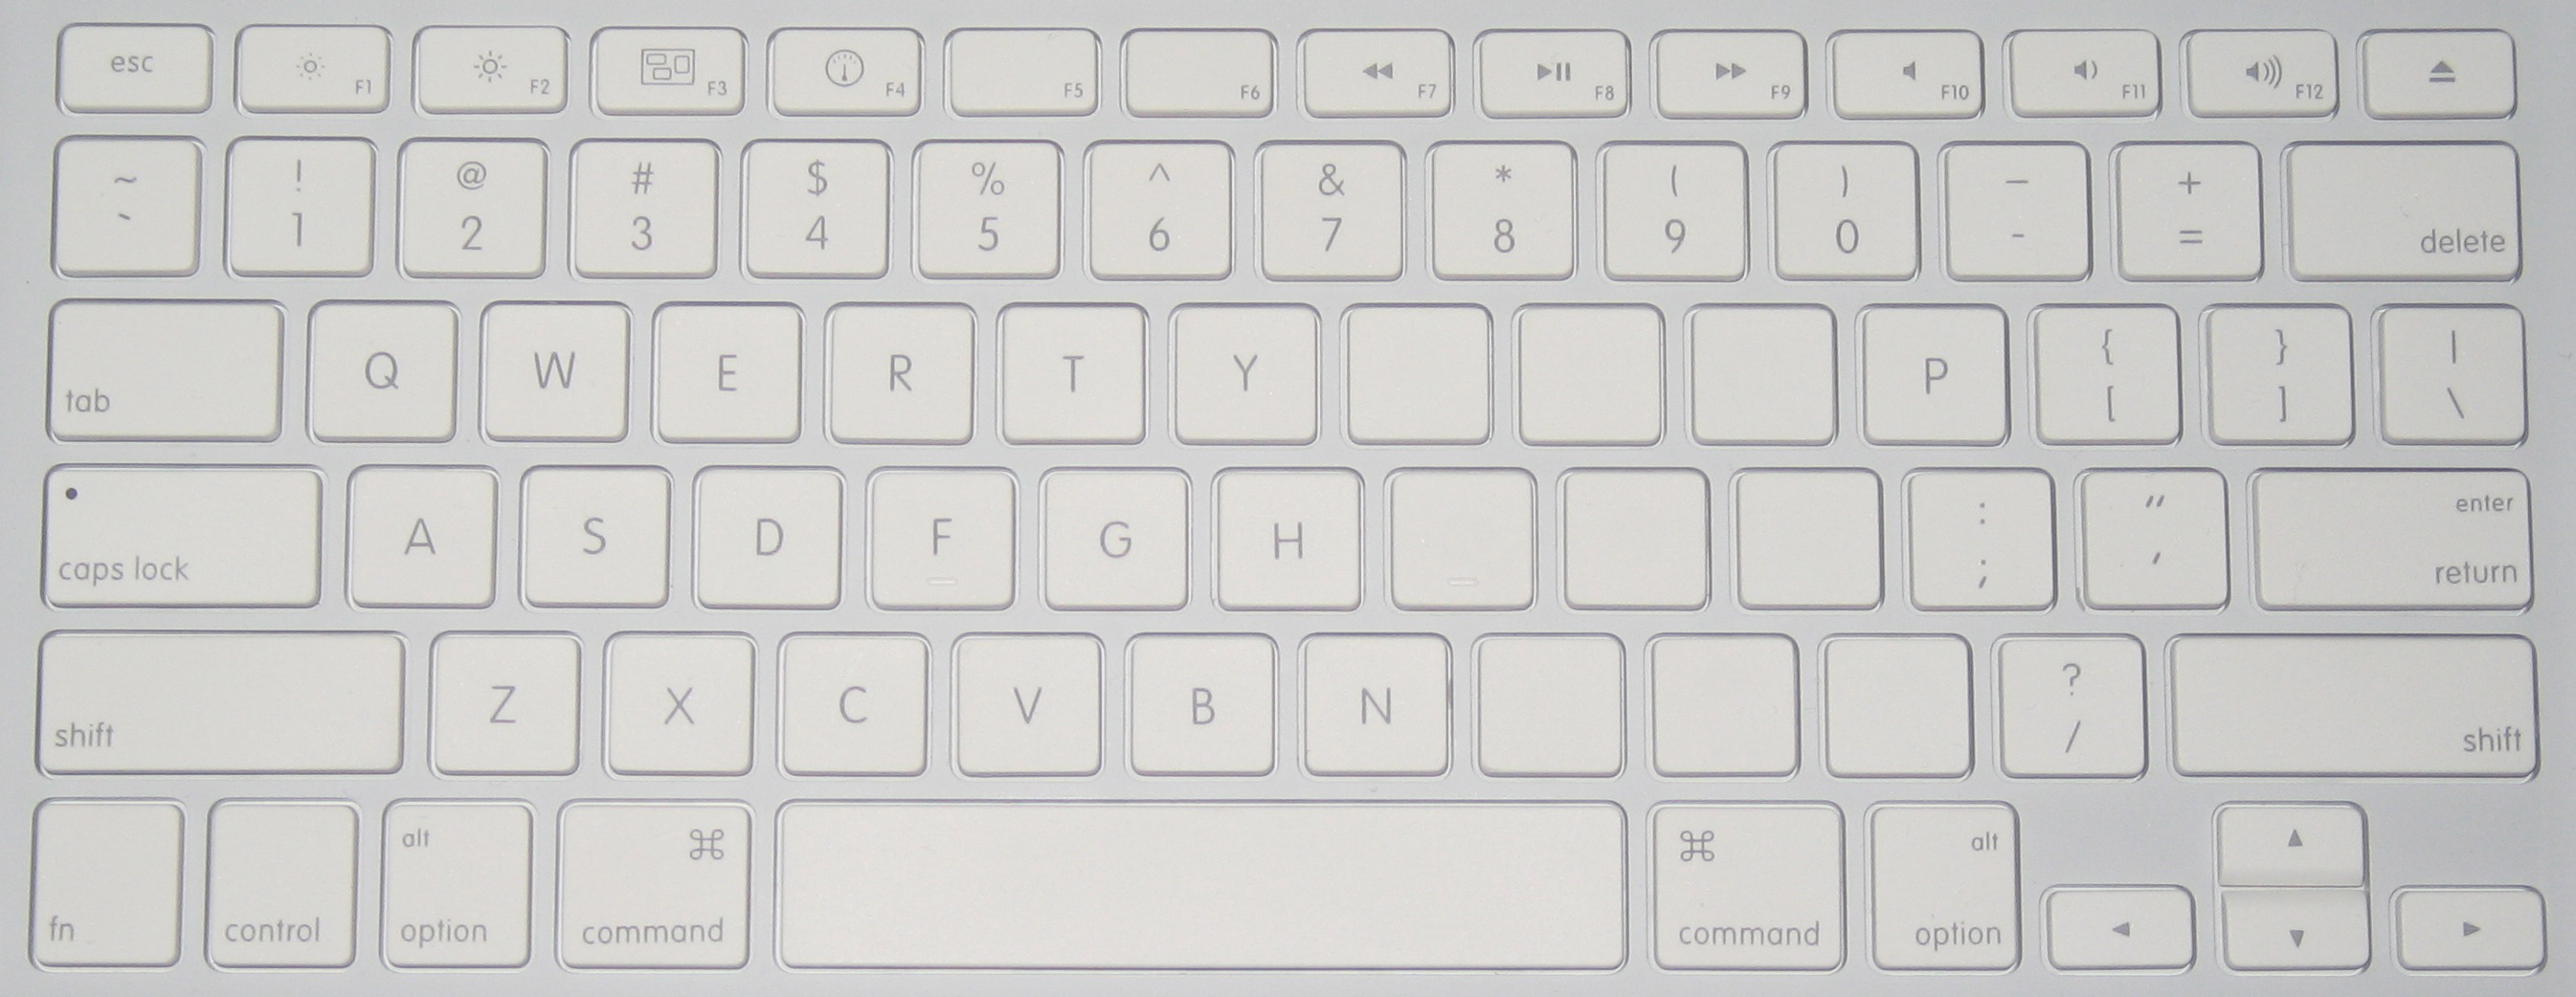 esc F1 F2 F3 F4 F5 F6 F7 F8 F9 F10 F11 F12
~ ! @ # $ % ^ & * ( ) — +
` 1 2 3 4 5 6 7 8 9 0 - = delete
tab Q W E R T Y P { } |
[ ] \
caps lock A S D F G H : " enter
; ' return
shift Z X C V B N ? shift
/
alt ⌘ ⌘ alt
fn control option command command option